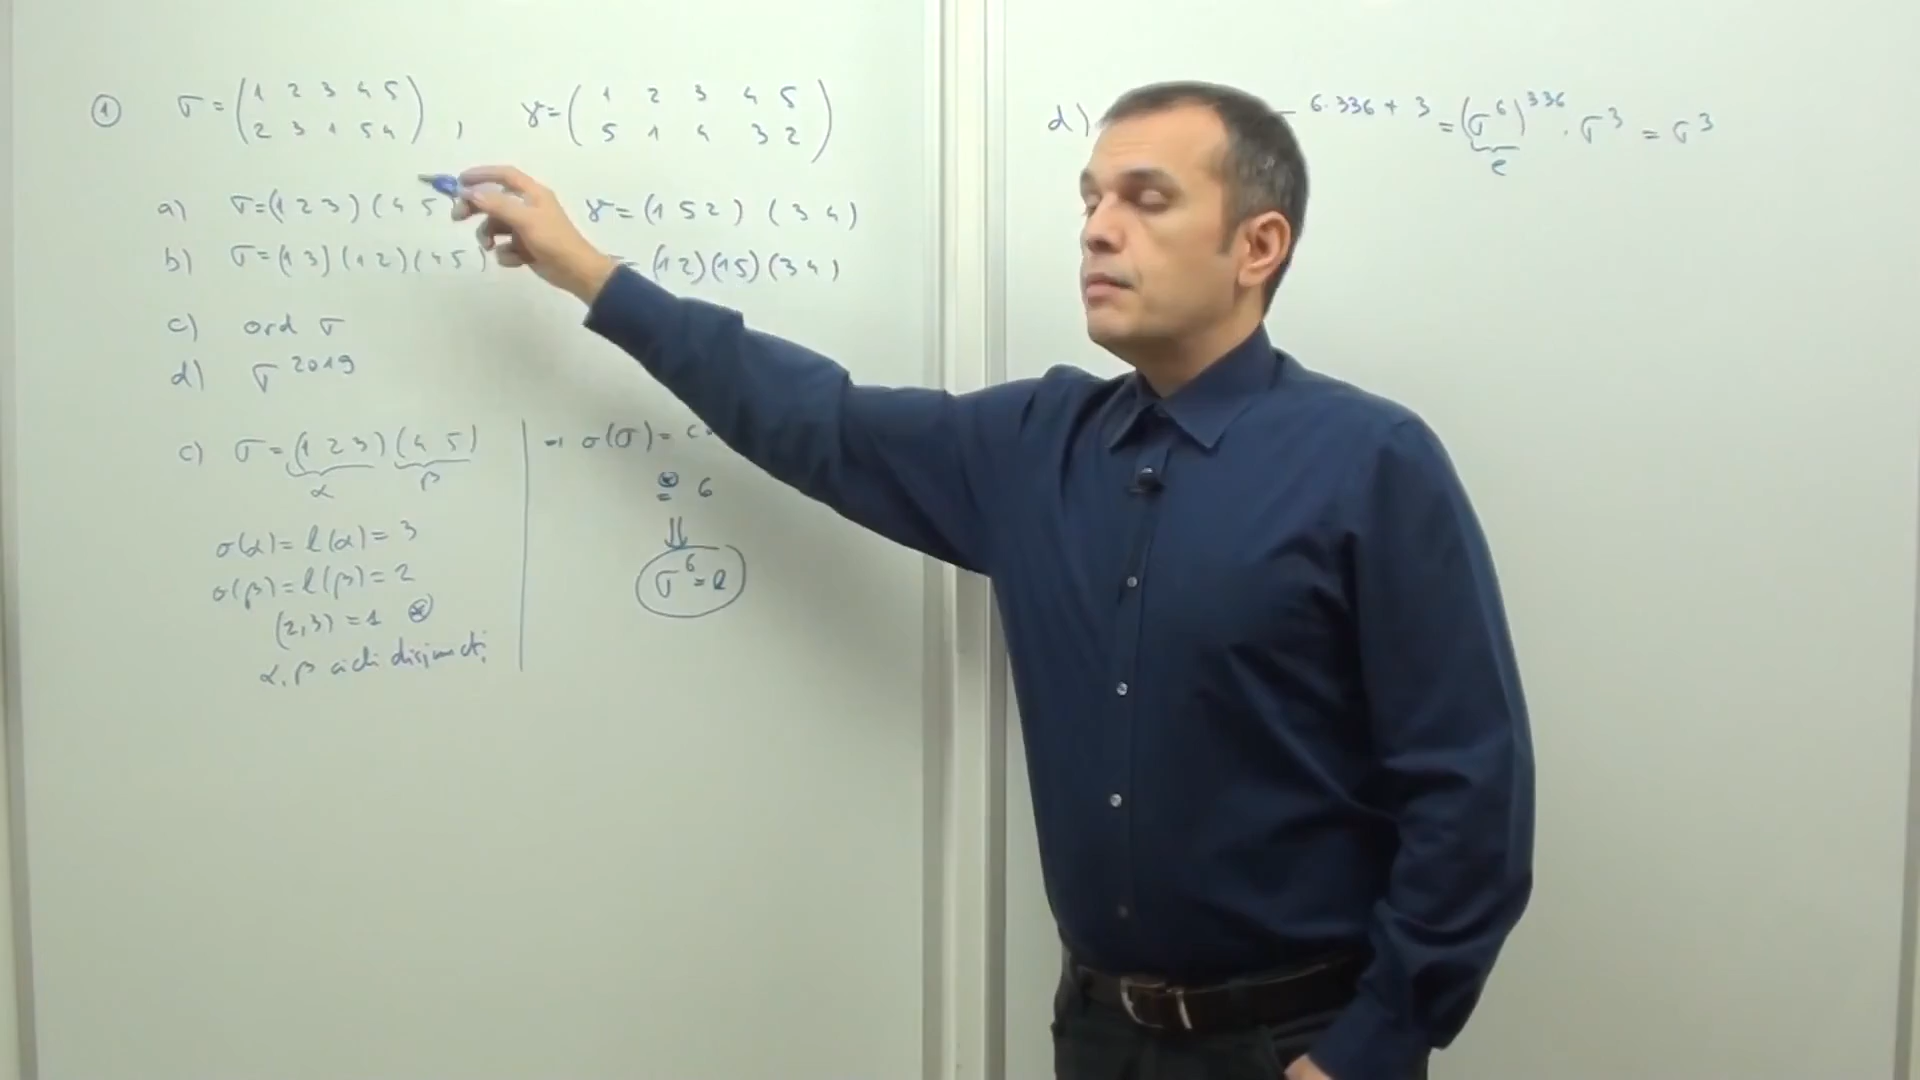 ① σ = ( 1 2 3 4 5 ) , γ = ( 1 2 3 4 5 )
( 2 3 1 5 4 ) ( 5 1 4 3 2 )
a) σ = (1 2 3) (4 5 γ = (1 5 2) (3 4)
b) σ = (1 3)(1 2)(4 5) = (1 2)(1 5)(3 4)
c) ord σ
d) σ^2019
c) σ = (1 2 3)(4 5)
α β
o(α) = l(α) = 3
o(β) = l(β) = 2
(2,3) = 1 ⊛
α, β cicli disjuncti
⇒ o(σ) = c
⊛
= 6
⇓
σ^6 = e
d) 6·336 + 3 = (σ^6)^336 · σ^3 = σ^3
e